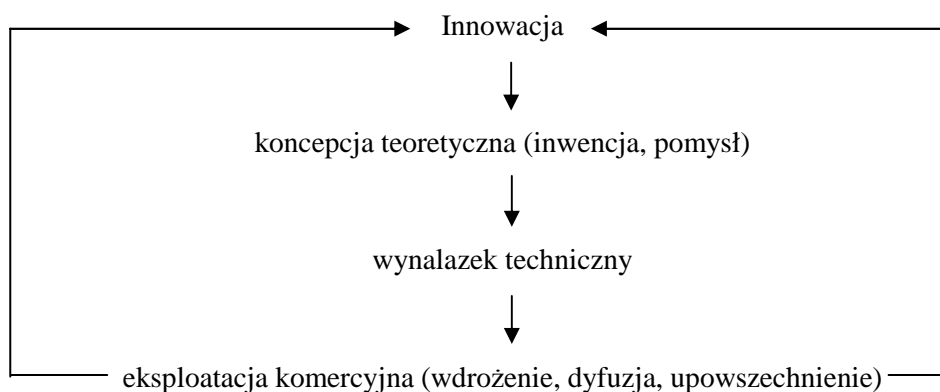 Innowacja
koncepcja teoretyczna (inwencja, pomysł)
wynalazek techniczny
eksploatacja komercyjna (wdrożenie, dyfuzja, upowszechnienie)